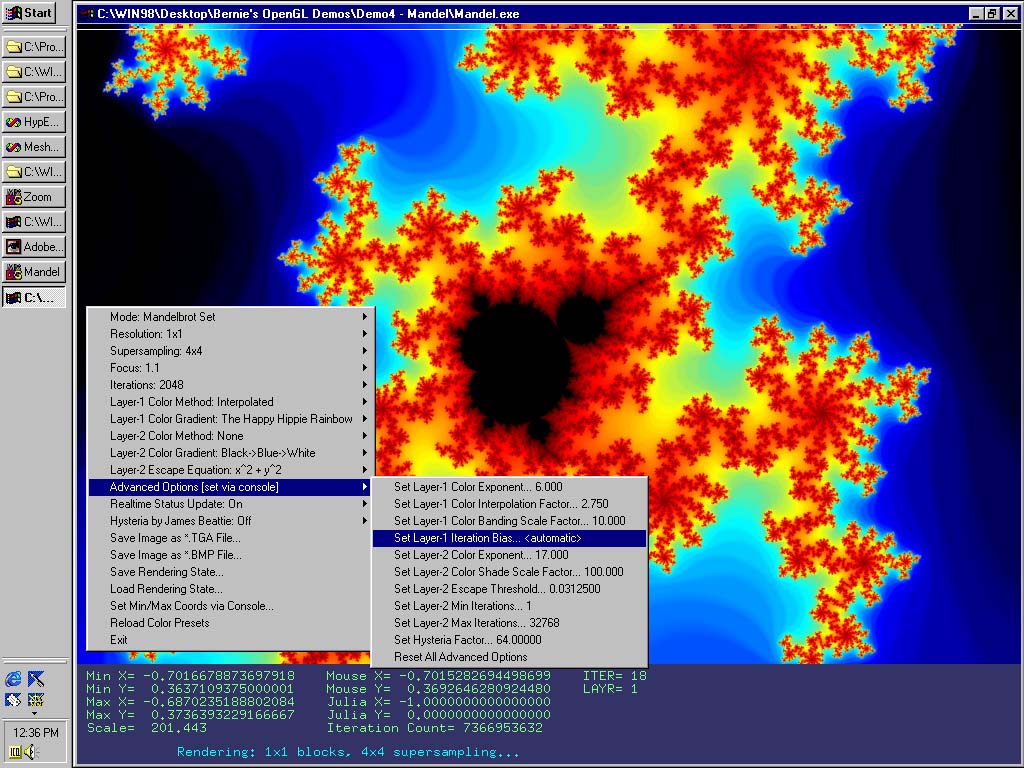 Start
C:\WIN98\Desktop\Bernie's OpenGL Demos\Demo4 - Mandel\Mandel.exe
C:\Pro...
C:\WI...
C:\Pro...
HypE...
Mesh...
C:\WI...
Zoom
C:\WI...
Adobe...
Mandel
C:\...
12:36 PM
Mode: Mandelbrot Set
Resolution: 1x1
Supersampling: 4x4
Focus: 1.1
Iterations: 2048
Layer-1 Color Method: Interpolated
Layer-1 Color Gradient: The Happy Hippie Rainbow
Layer-2 Color Method: None
Layer-2 Color Gradient: Black->Blue->White
Layer-2 Escape Equation: x^2 + y^2
Advanced Options [set via console]
Realtime Status Update: On
Hysteria by James Beattie: Off
Save Image as *.TGA File...
Save Image as *.BMP File...
Save Rendering State...
Load Rendering State...
Set Min/Max Coords via Console...
Reload Color Presets
Exit
Set Layer-1 Color Exponent... 6.000
Set Layer-1 Color Interpolation Factor... 2.750
Set Layer-1 Color Banding Scale Factor... 10.000
Set Layer-1 Iteration Bias... <automatic>
Set Layer-2 Color Exponent... 17.000
Set Layer-2 Color Shade Scale Factor... 100.000
Set Layer-2 Escape Threshold... 0.0312500
Set Layer-2 Min Iterations... 1
Set Layer-2 Max Iterations... 32768
Set Hysteria Factor... 64.00000
Reset All Advanced Options
Min X= -0.7016678873697918 Mouse X= -0.7015282694498699 ITER= 18
Min Y= 0.3637109375000001 Mouse Y= 0.3692646280924480 LAYR= 1
Max X= -0.6870235188802084 Julia X= -1.0000000000000000
Max Y= 0.3736393229166667 Julia Y= 0.0000000000000000
Scale= 201.443 Iteration Count= 7366953632
Rendering: 1x1 blocks, 4x4 supersampling...